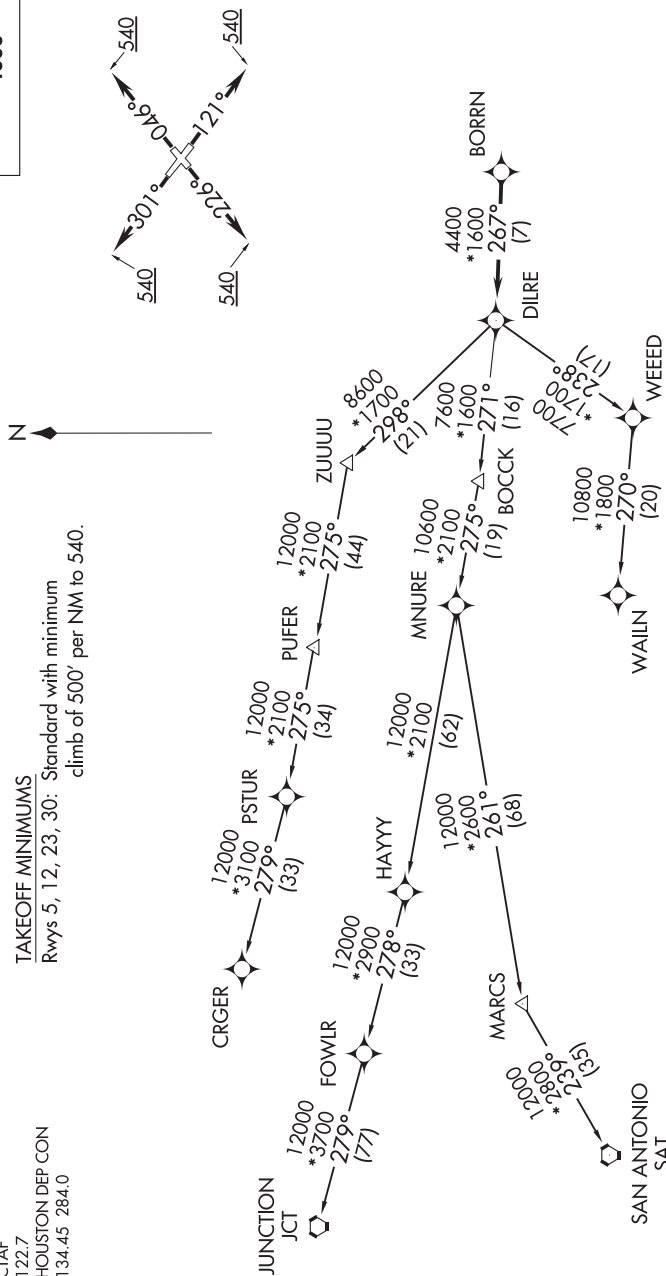 CTAF
122.7
HOUSTON DEP CON
134.45 284.0
TAKEOFF MINIMUMS
Rwys 5, 12, 23, 30: Standard with minimum
climb of 500' per NM to 540.
N
540
540
540
540
301°
046°
226°
121°
CRGER
12000
*3100
279°
(33)
PSTUR
12000
*2100
275°
(34)
PUFER
12000
*2100
275°
(44)
ZUUUU
8600
*1700
298°
(21)
JUNCTION
JCT
12000
*3700
279°
(77)
FOWLR
12000
*2900
278°
(33)
HAYYY
12000
*2100
(62)
MNURE
10600
*2100
275°
(19)
BOCCK
7600
*1600
271°
(16)
DILRE
4400
*1600
267°
(7)
BORRN
SAN ANTONIO
SAT
12000
*2800
239°
(35)
MARCS
12000
*2600
261°
(68)
WAILN
10800
*1800
270°
(20)
WEEED
7700
*1700
238°
(17)